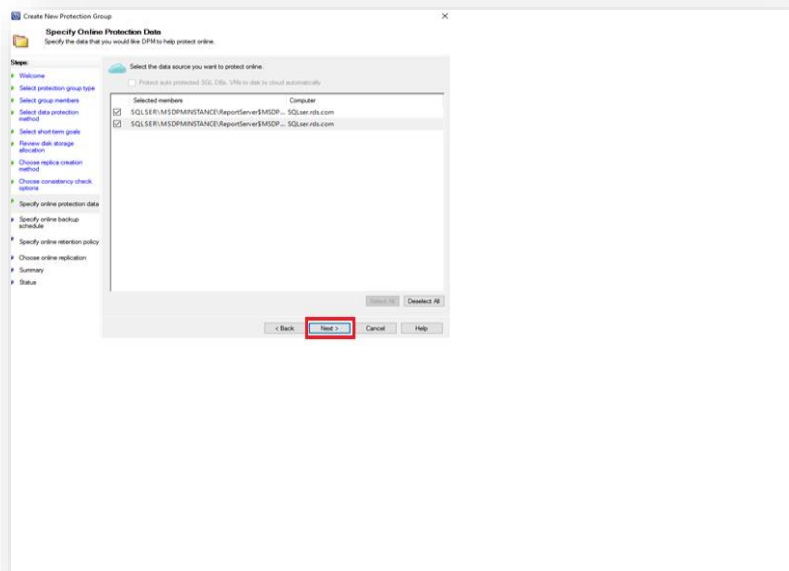 Create New Protection Group
Specify Online Protection Data
Specify the data that you would like DPM to help protect online.
Steps:
Welcome
Select protection group type
Select group members
Select data protection
method
Select short-term goals
Review disk storage
allocation
Choose replica creation
method
Choose consistency check
options
Specify online protection data
Specify online backup
schedule
Specify online retention policy
Choose online replication
Summary
Status
Select the data source you want to protect online.
Protect auto protected SQL DBs, VMs to disk to cloud automatically
Selected members Computer
SQLSER\MSDPMINSTANCE\ReportServer$MSDP... SQLser.rds.com
SQLSER\MSDPMINSTANCE\ReportServer$MSDP... SQLser.rds.com
Select All Deselect All
< Back Next > Cancel Help